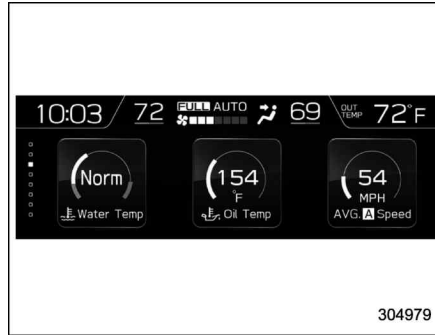 10:03 72 FULL AUTO 69 OUT TEMP 72°F
Norm
Water Temp
154
°F
Oil Temp
54
MPH
AVG. A Speed
304979